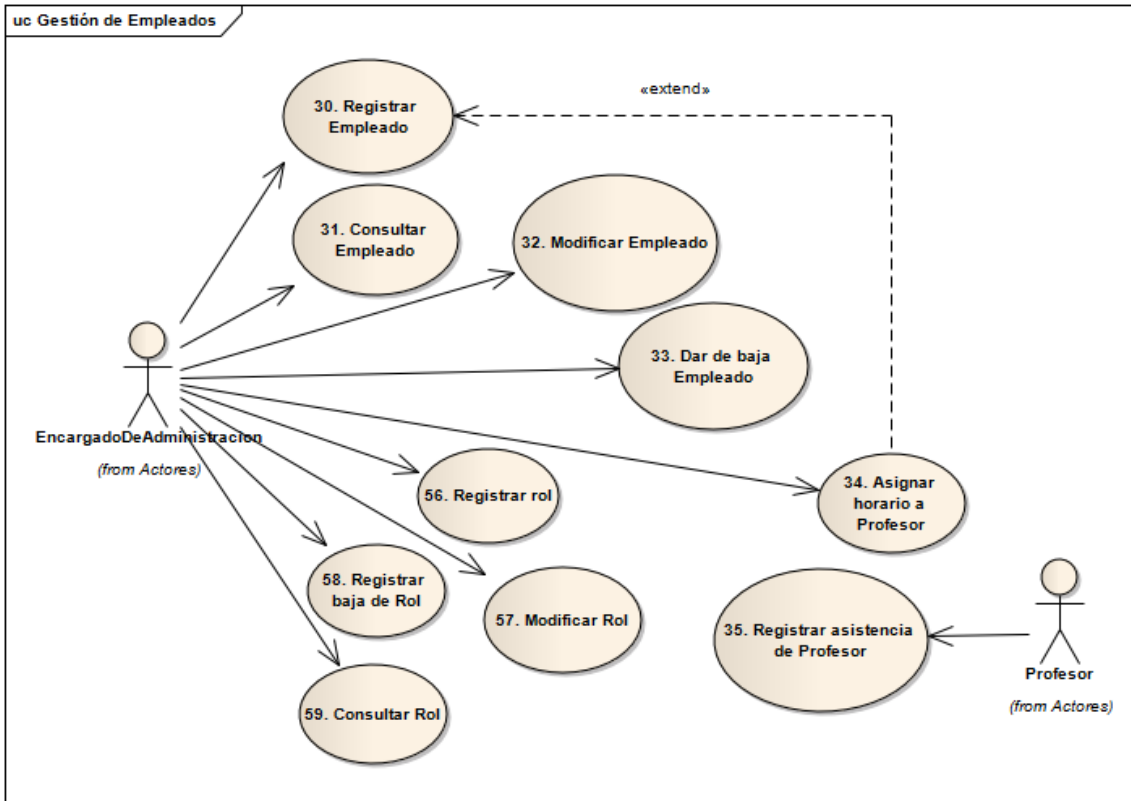 uc Gestión de Empleados
«extend»
30. Registrar
Empleado
31. Consultar
Empleado
32. Modificar Empleado
33. Dar de baja
Empleado
EncargadoDeAdministracion
(from Actores)
56. Registrar rol
34. Asignar
horario a
Profesor
58. Registrar
baja de Rol
57. Modificar Rol
35. Registrar asistencia
de Profesor
Profesor
(from Actores)
59. Consultar Rol